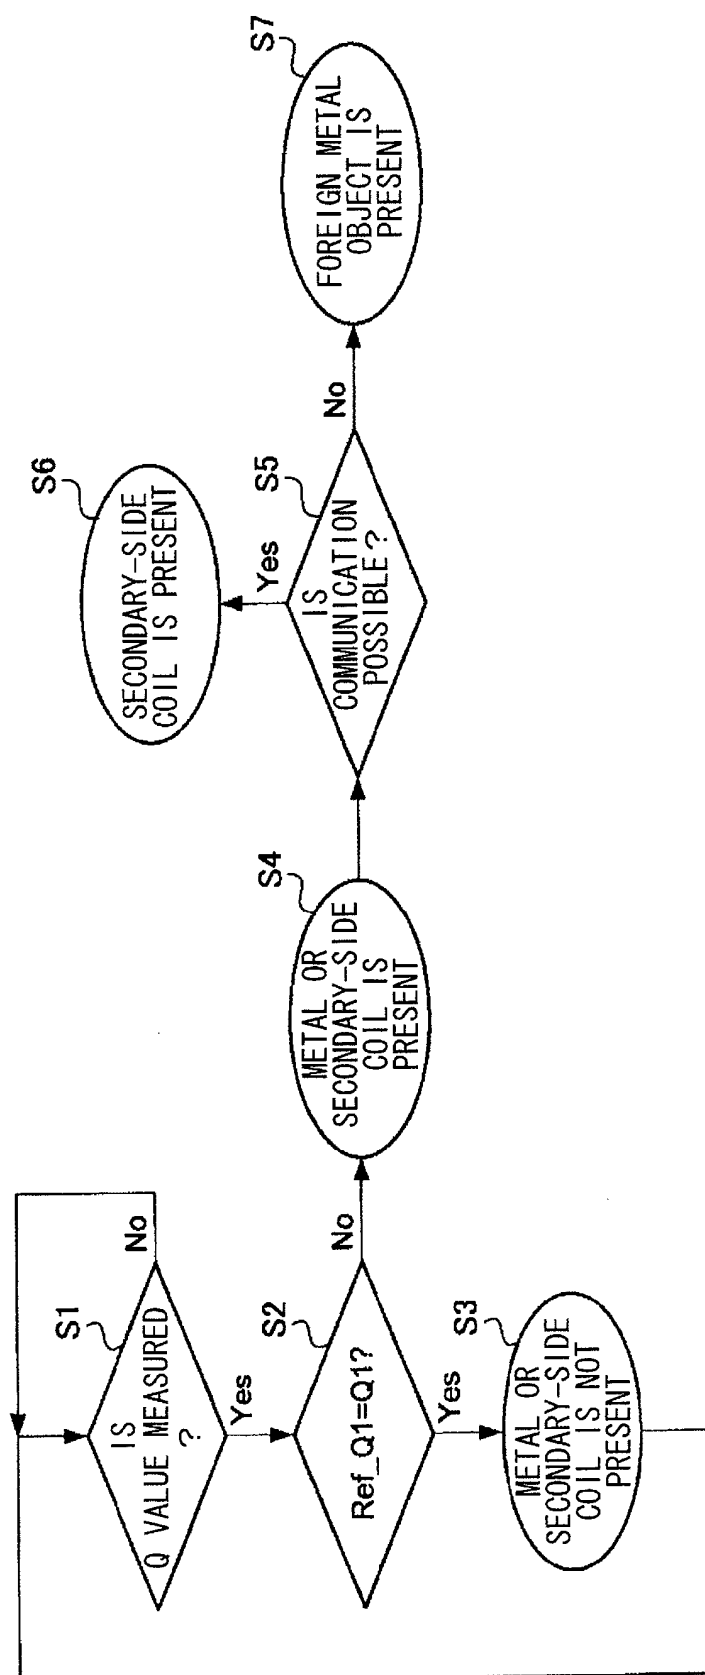 S1
IS
Q VALUE MEASURED
?
No
Yes
S2
Ref_Q1=Q1?
No
Yes
S3
METAL OR
SECONDARY-SIDE
COIL IS NOT
PRESENT
S4
METAL OR
SECONDARY-SIDE
COIL IS
PRESENT
S5
IS
COMMUNICATION
POSSIBLE?
Yes
No
S6
SECONDARY-SIDE
COIL IS PRESENT
S7
FOREIGN METAL
OBJECT IS
PRESENT